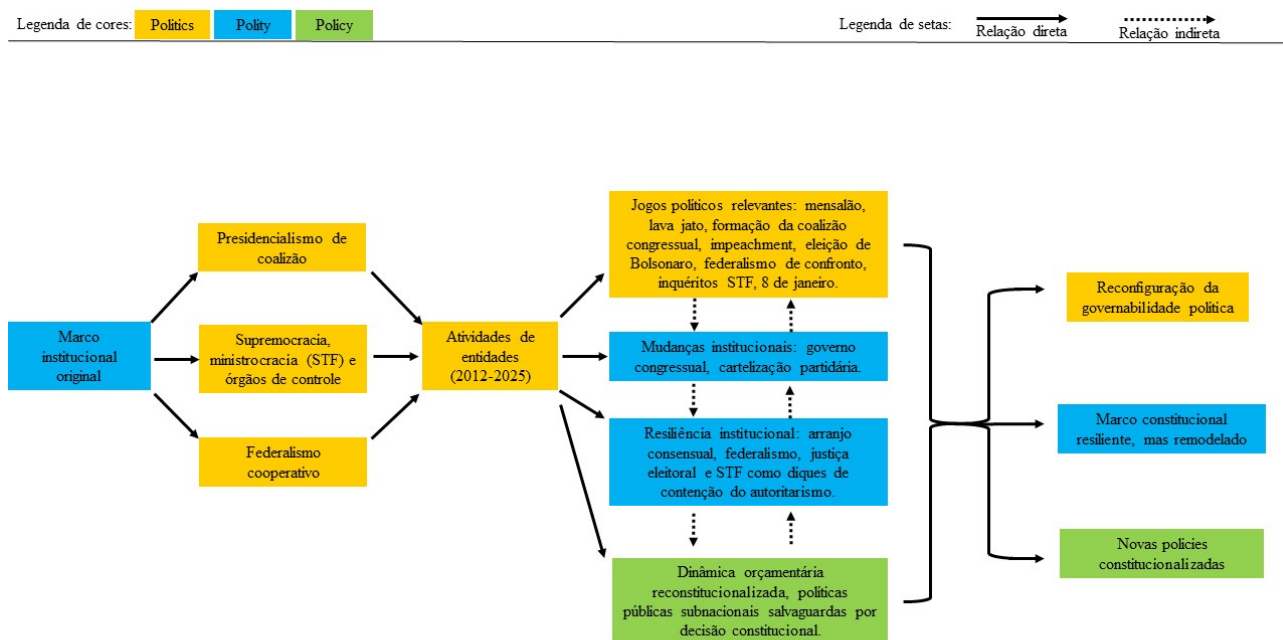 Legenda de cores: Politics Polity Policy
Legenda de setas: Relação direta Relação indireta
Marco
institucional
original
Presidencialismo de
coalizão
Supremocracia,
ministrocracia (STF) e
órgãos de controle
Federalismo
cooperativo
Atividades de
entidades
(2012-2025)
Jogos políticos relevantes: mensalão,
lava jato, formação da coalizão
congressual, impeachment, eleição de
Bolsonaro, federalismo de confronto,
inquéritos STF, 8 de janeiro.
Mudanças institucionais: governo
congressual, cartelização partidária.
Resiliência institucional: arranjo
consensual, federalismo, justiça
eleitoral e STF como diques de
contenção do autoritarismo.
Dinâmica orçamentária
reconstitucionalizada, políticas
públicas subnacionais salvaguardas por
decisão constitucional.
Reconfiguração da
governabilidade política
Marco constitucional
resiliente, mas remodelado
Novas policies
constitucionalizadas